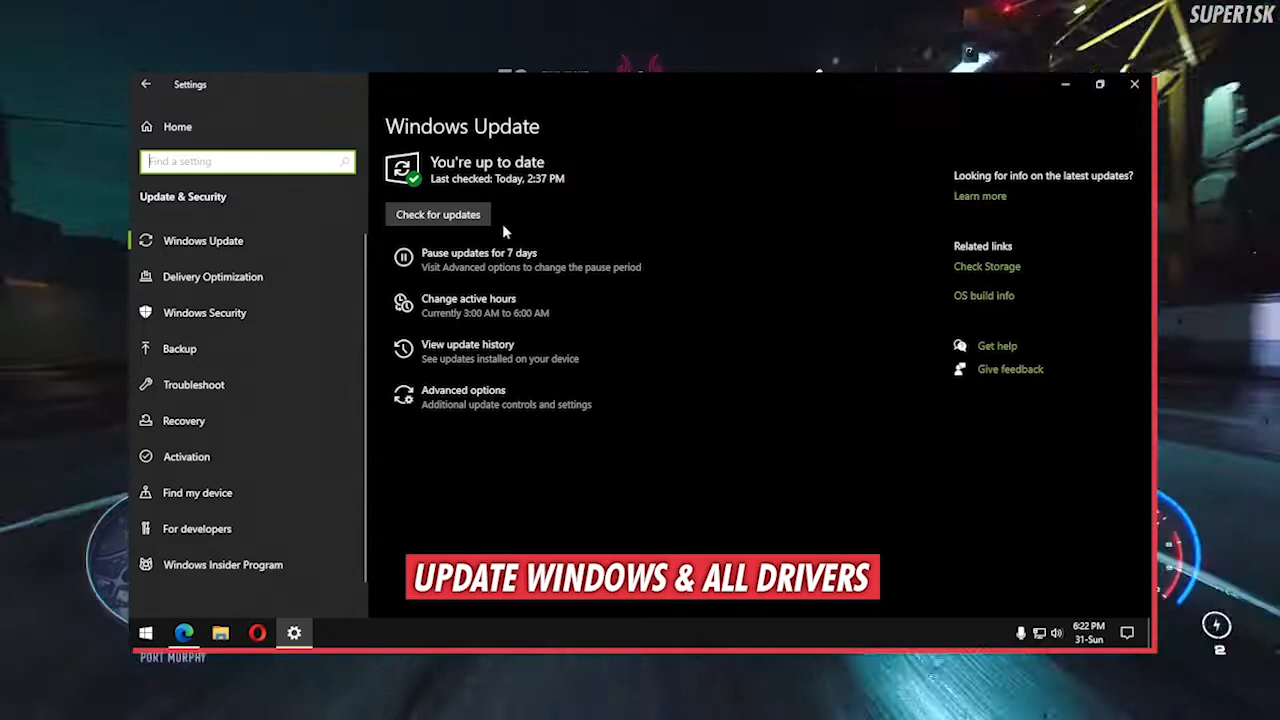 SUPER1SK
Settings
Home
Find a setting
Update & Security
Windows Update
Delivery Optimization
Windows Security
Backup
Troubleshoot
Recovery
Activation
Find my device
For developers
Windows Insider Program
Windows Update
You're up to date
Last checked: Today, 2:37 PM
Check for updates
Pause updates for 7 days
Visit Advanced options to change the pause period
Change active hours
Currently 3:00 AM to 6:00 AM
View update history
See updates installed on your device
Advanced options
Additional update controls and settings
Looking for info on the latest updates?
Learn more
Related links
Check Storage
OS build info
Get help
Give feedback
UPDATE WINDOWS & ALL DRIVERS
6:22 PM
31-Sun
PORT MURPHY
2